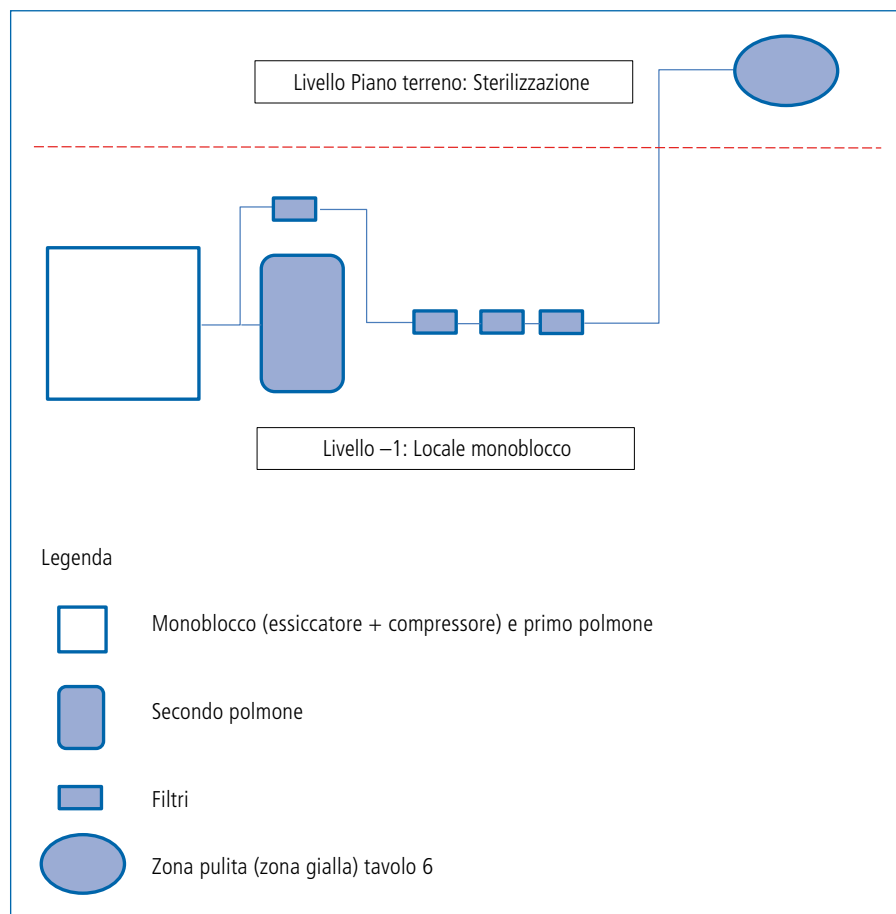 Livello Piano terreno: Sterilizzazione
Livello –1: Locale monoblocco
Legenda
Monoblocco (essiccatore + compressore) e primo polmone
Secondo polmone
Filtri
Zona pulita (zona gialla) tavolo 6